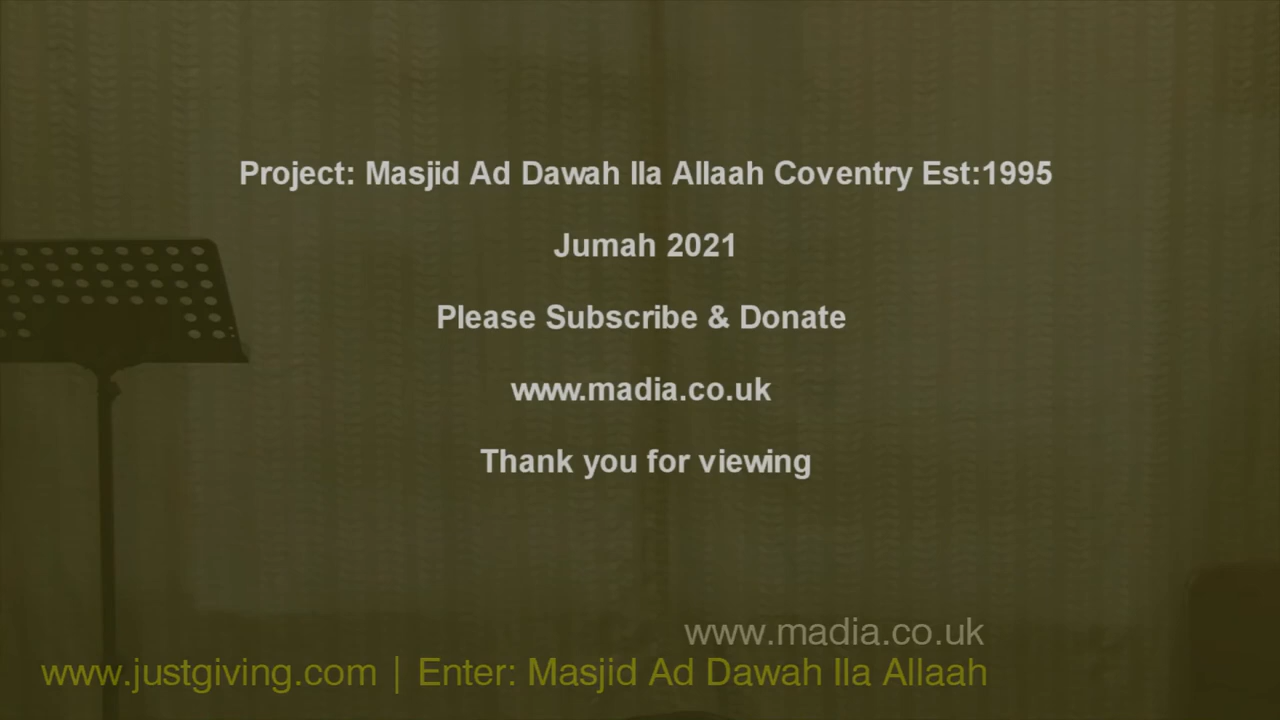 Project: Masjid Ad Dawah Ila Allaah Coventry Est:1995
Jumah 2021
Please Subscribe & Donate
www.madia.co.uk
Thank you for viewing
www.madia.co.uk
www.justgiving.com | Enter: Masjid Ad Dawah Ila Allaah